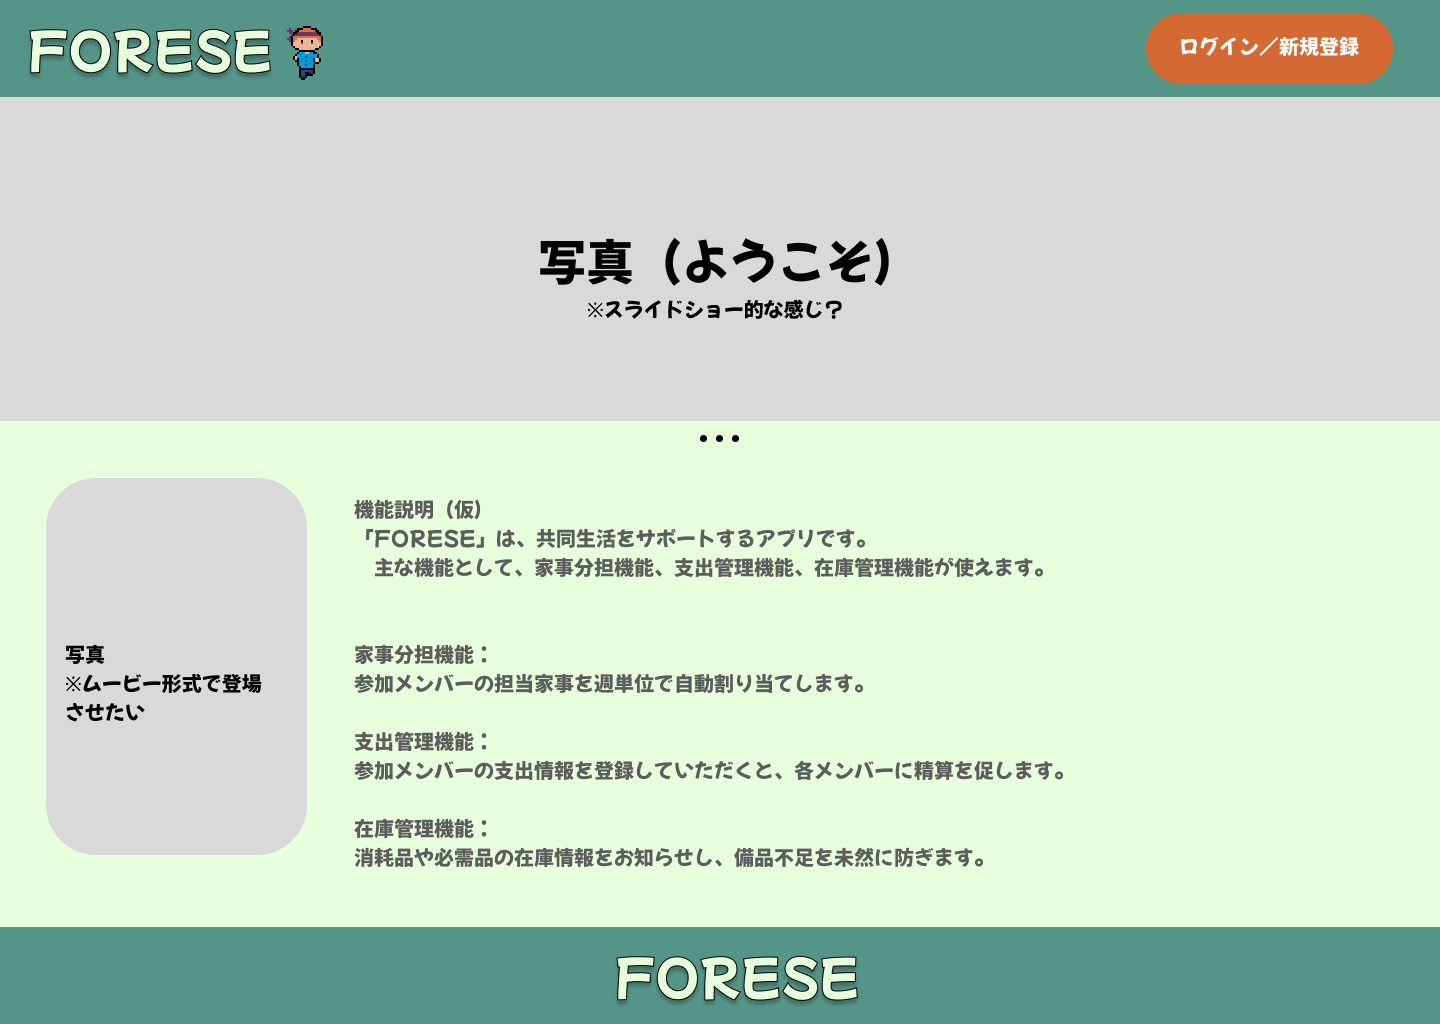 FORESE
ログイン／新規登録
写真（ようこそ）
※スライドショー的な感じ？
機能説明（仮）
「FORESE」は、共同生活をサポートするアプリです。
　主な機能として、家事分担機能、支出管理機能、在庫管理機能が使えます。
写真
※ムービー形式で登場
させたい
家事分担機能：
参加メンバーの担当家事を週単位で自動割り当てします。
支出管理機能：
参加メンバーの支出情報を登録していただくと、各メンバーに精算を促します。
在庫管理機能：
消耗品や必需品の在庫情報をお知らせし、備品不足を未然に防ぎます。
FORESE